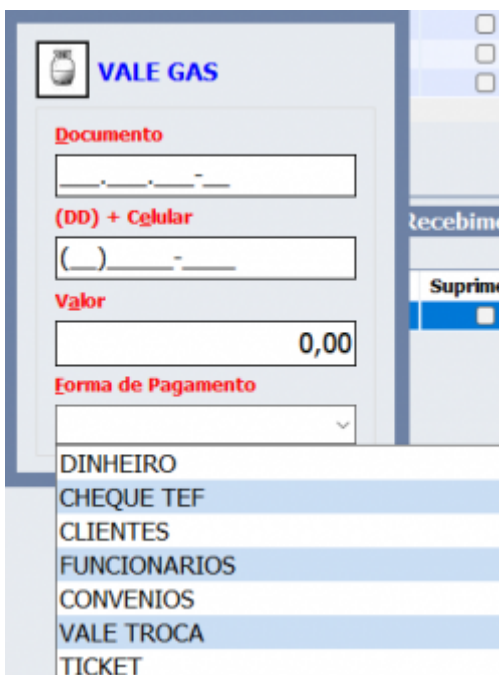 VALE GAS
Documento
___.___.___-__
(DD) + Celular
(__)_____-____
Valor
0,00
Forma de Pagamento
DINHEIRO
CHEQUE TEF
CLIENTES
FUNCIONARIOS
CONVENIOS
VALE TROCA
TICKET